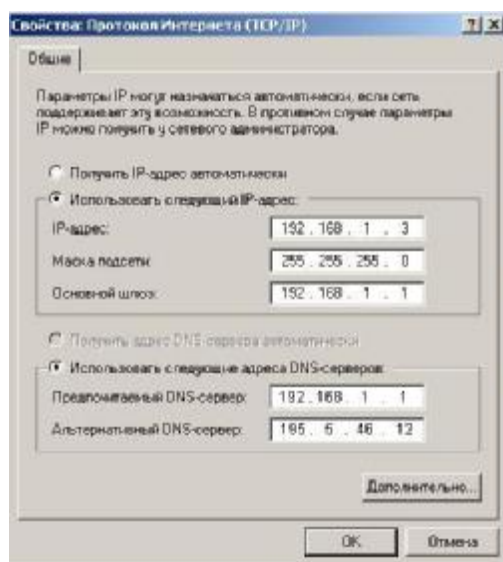 Свойства: Протокол Интернета (TCP/IP)
Общие
Параметры IP могут назначаться автоматически, если сеть
поддерживает эту возможность. В противном случае параметры
IP можно получить у сетевого администратора.
Получить IP-адрес автоматически
Использовать следующий IP-адрес:
IP-адрес: 192 . 168 . 1 . 3
Маска подсети: 255 . 255 . 255 . 0
Основной шлюз: 192 . 168 . 1 . 1
Получить адрес DNS-сервера автоматически
Использовать следующие адреса DNS-серверов:
Предпочитаемый DNS-сервер: 192 . 168 . 1 . 1
Альтернативный DNS-сервер: 195 . 5 . 46 . 12
Дополнительно...
OK Отмена